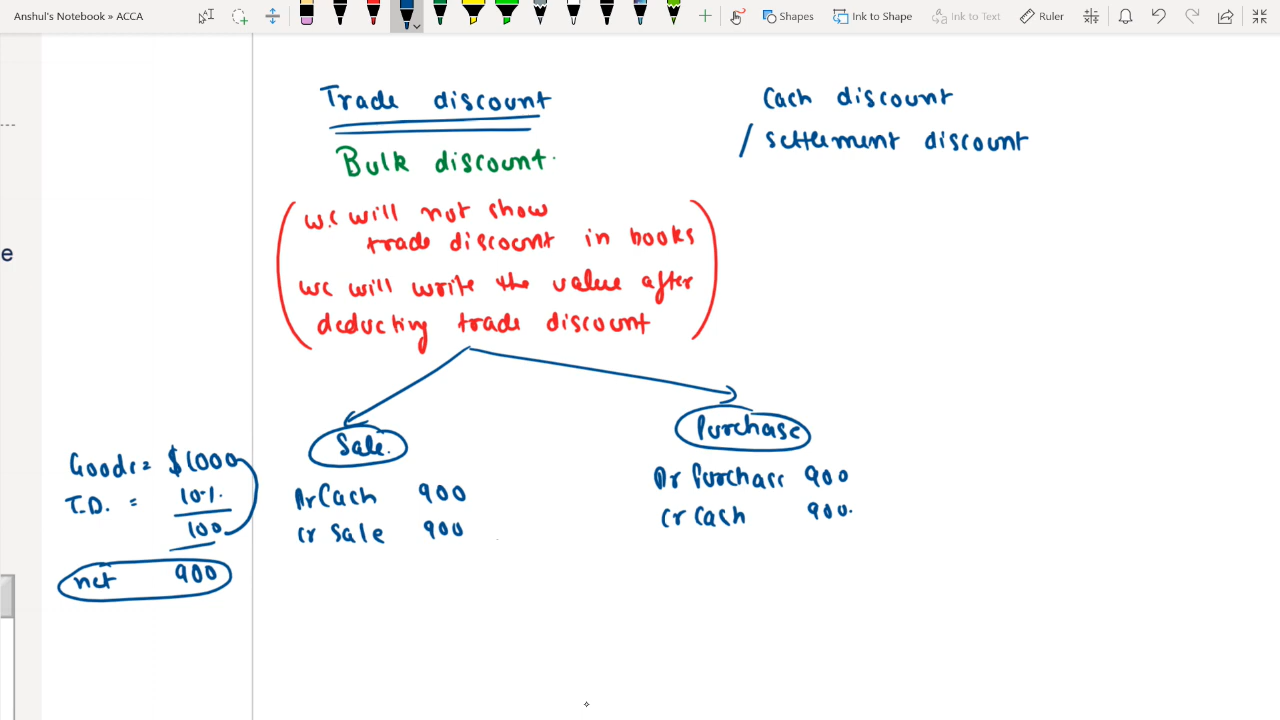 Anshul's Notebook » ACCA
Shapes
Ink to Shape
Ink to Text
Ruler
Trade discount
Bulk discount.
Cash discount
/ settlement discount
we will not show
trade discount in books
we will write the value after
deducting trade discount
e
Sale.
Purchase
Goods = $1000
T.D. = 10%
100
net 900
Dr Cash 900
Cr Sale 900
Dr Purchase 900
Cr Cash 900.